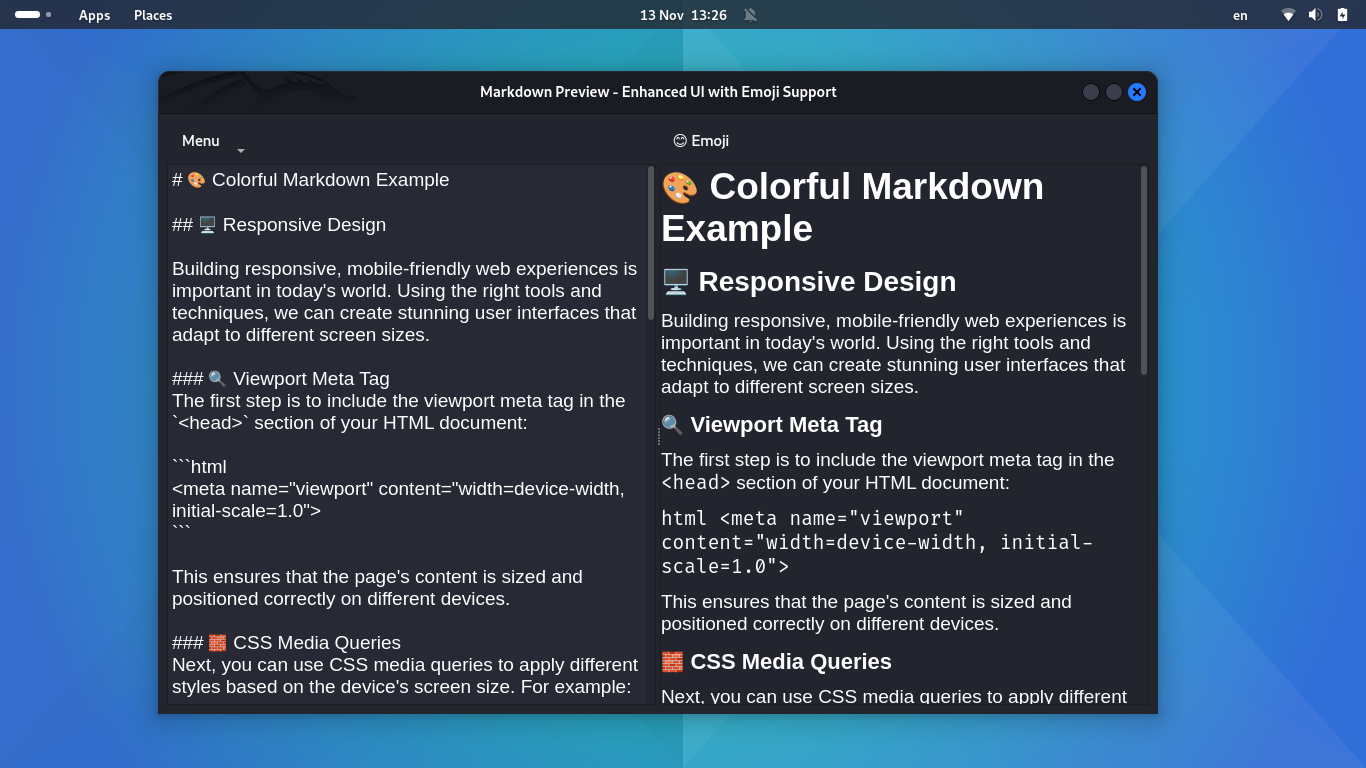 Apps Places 13 Nov 13:26 en
Markdown Preview - Enhanced UI with Emoji Support
Menu 😊 Emoji
# 🎨 Colorful Markdown Example
## 🖥️ Responsive Design
Building responsive, mobile-friendly web experiences is
important in today's world. Using the right tools and
techniques, we can create stunning user interfaces that
adapt to different screen sizes.
### 🔍 Viewport Meta Tag
The first step is to include the viewport meta tag in the
`<head>` section of your HTML document:
```html
<meta name="viewport" content="width=device-width,
initial-scale=1.0">
```
This ensures that the page's content is sized and
positioned correctly on different devices.
### 🧱 CSS Media Queries
Next, you can use CSS media queries to apply different
styles based on the device's screen size. For example:
🎨 Colorful Markdown
Example
🖥️ Responsive Design
Building responsive, mobile-friendly web experiences is
important in today's world. Using the right tools and
techniques, we can create stunning user interfaces that
adapt to different screen sizes.
🔍 Viewport Meta Tag
The first step is to include the viewport meta tag in the
<head> section of your HTML document:
html <meta name="viewport"
content="width=device-width, initial-
scale=1.0">
This ensures that the page's content is sized and
positioned correctly on different devices.
🧱 CSS Media Queries
Next, you can use CSS media queries to apply different